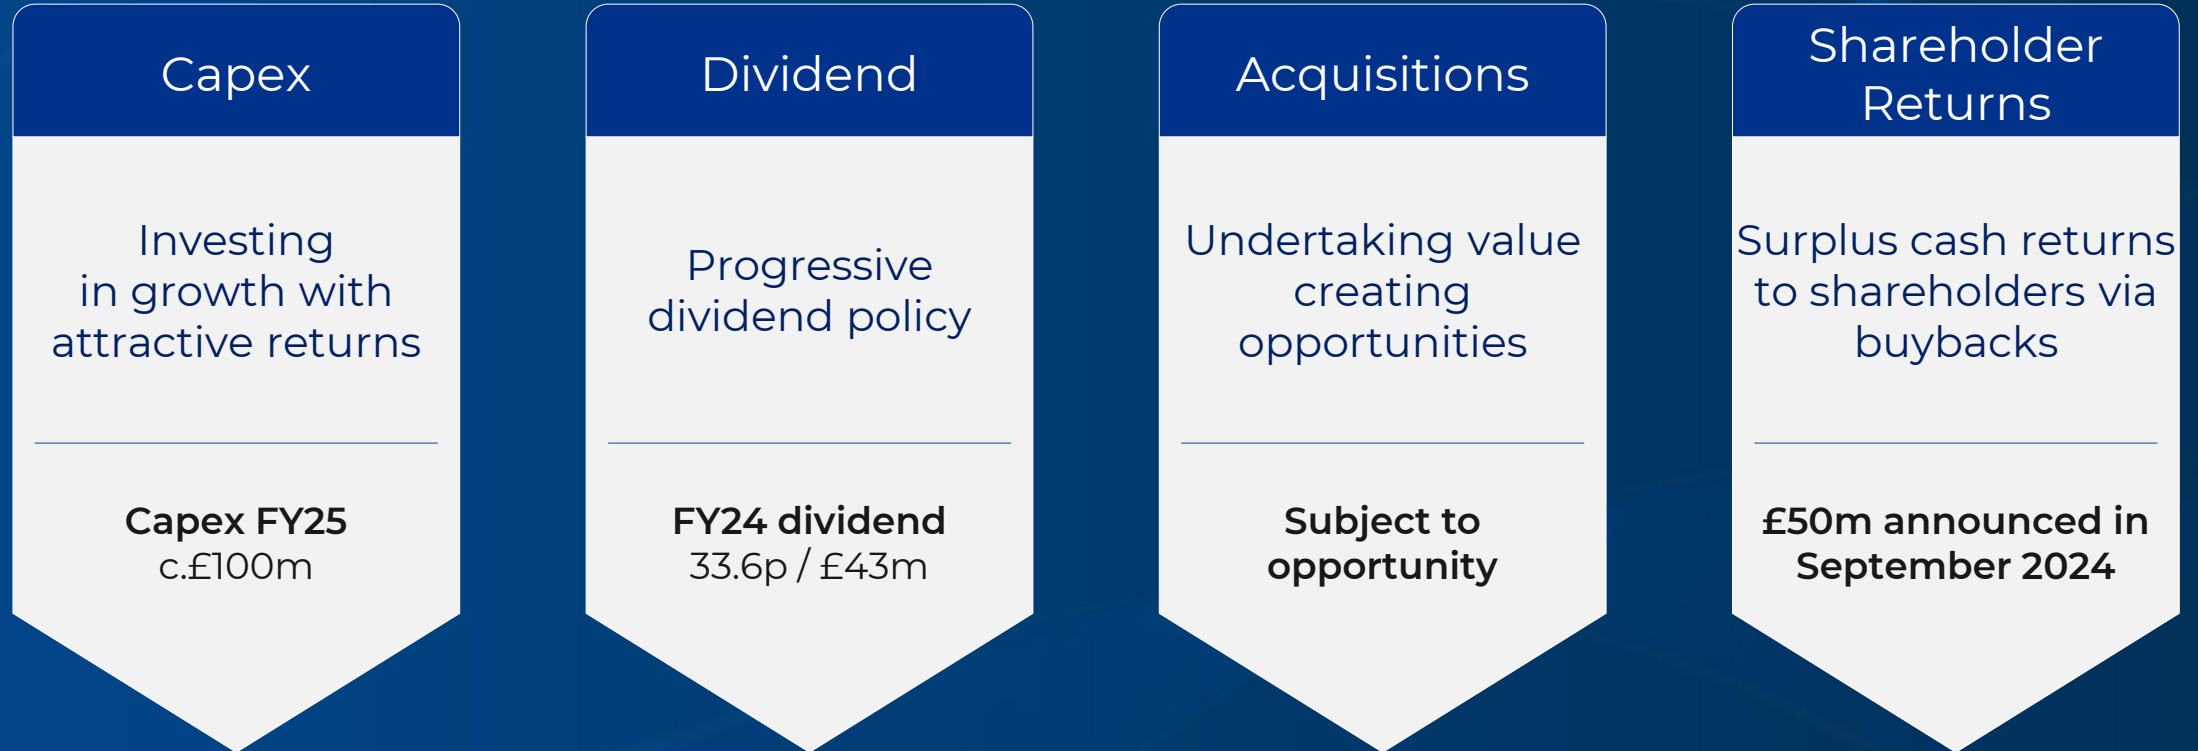 Capex
Investing
in growth with
attractive returns
Capex FY25
c.£100m
Dividend
Progressive
dividend policy
FY24 dividend
33.6p / £43m
Acquisitions
Undertaking value
creating
opportunities
Subject to
opportunity
Shareholder
Returns
Surplus cash returns
to shareholders via
buybacks
£50m announced in
September 2024